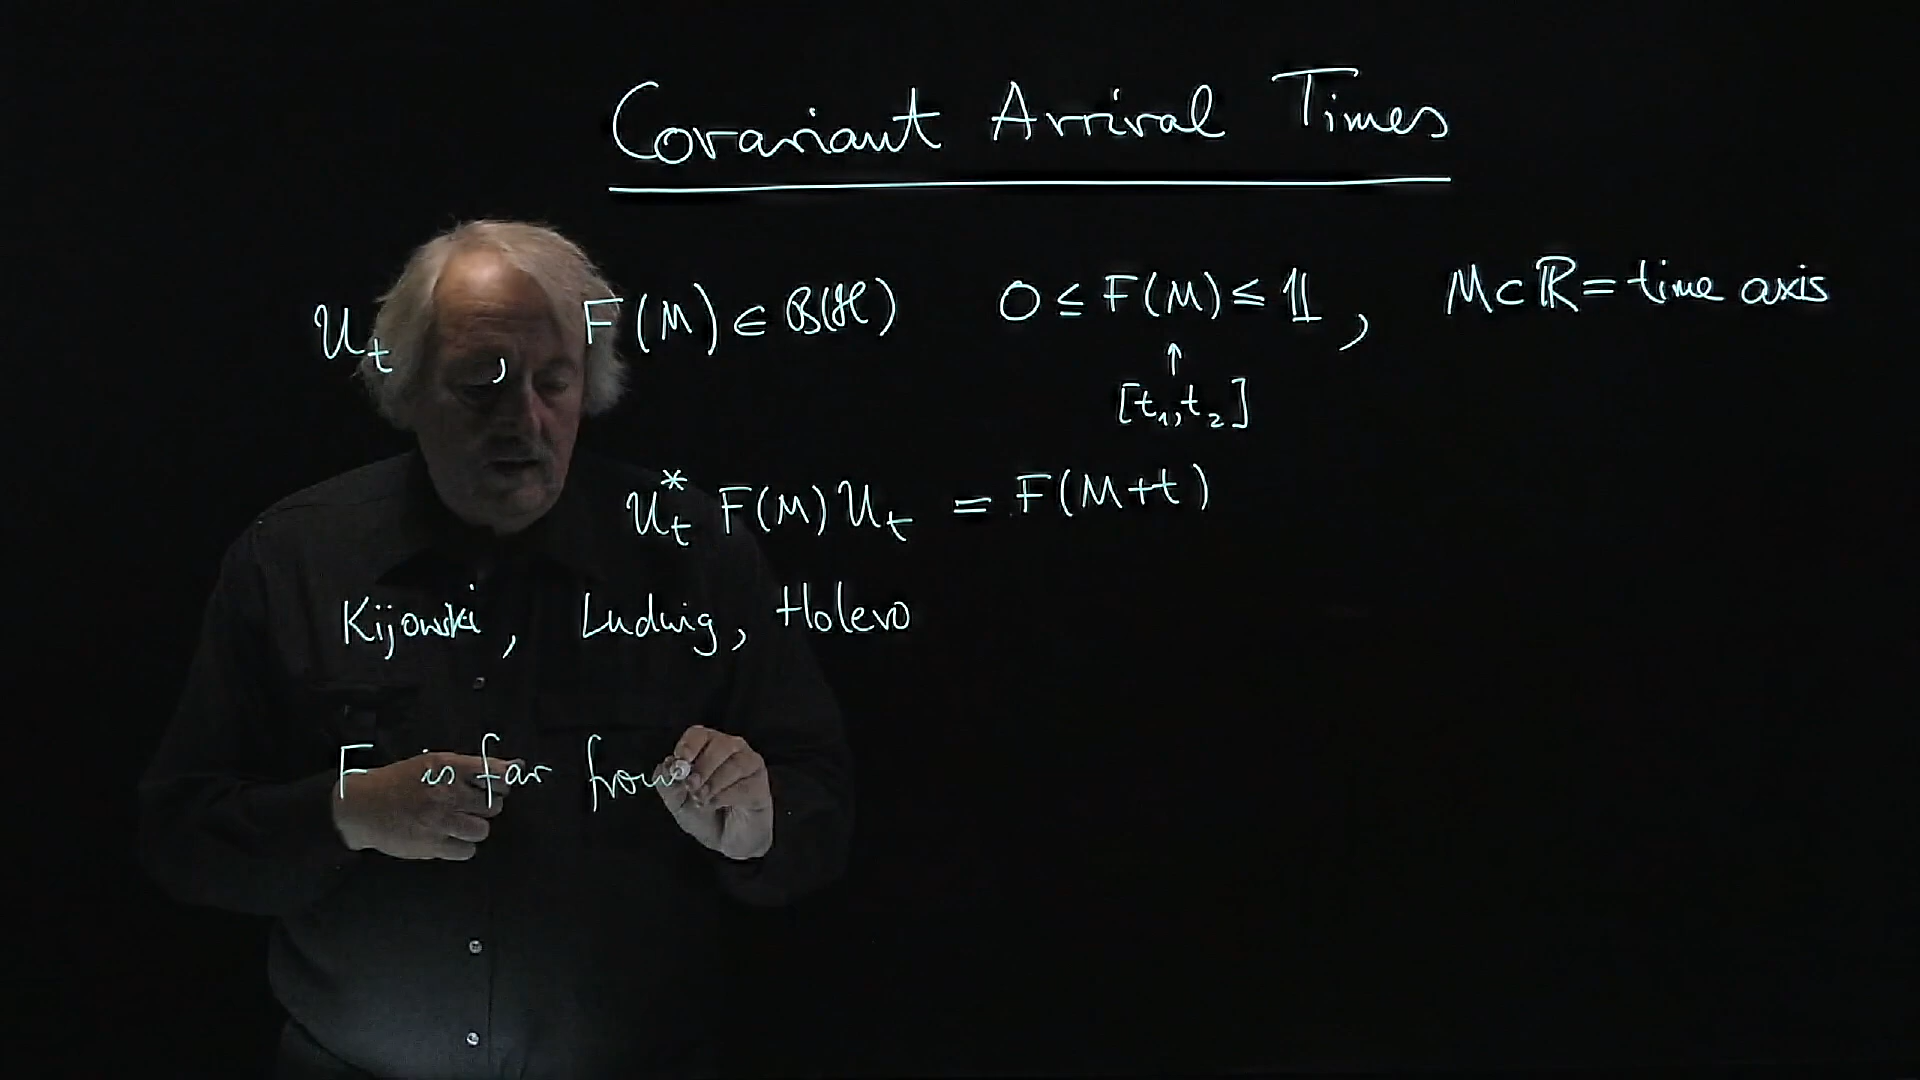 Covariant Arrival Times
𝒰_t , F(M) ∈ ℬ(ℋ) 0 ≤ F(M) ≤ 𝟙 , M ⊂ ℝ = time axis
↑
[t₁,t₂]
𝒰_t^* F(M) 𝒰_t = F(M+t)
Kijowski, Ludwig, Holevo
F is far from